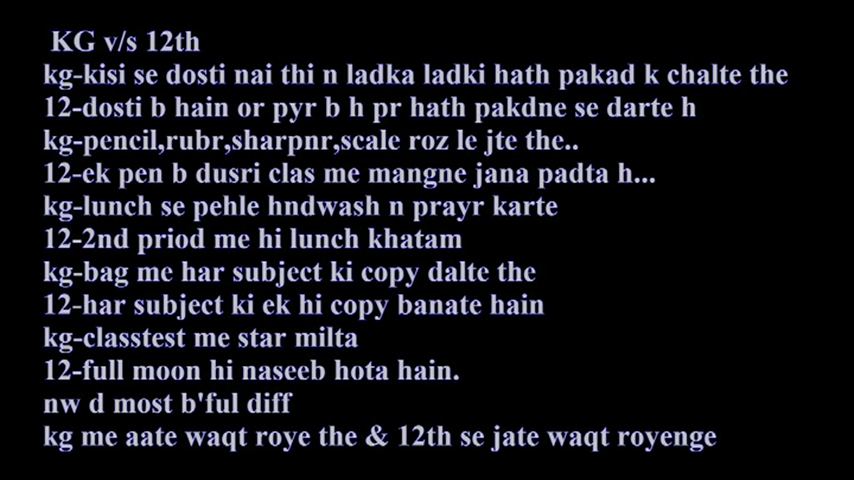 KG v/s 12th
kg-kisi se dosti nai thi n ladka ladki hath pakad k chalte the
12-dosti b hain or pyr b h pr hath pakdne se darte h
kg-pencil,rubr,sharpnr,scale roz le jte the..
12-ek pen b dusri clas me mangne jana padta h...
kg-lunch se pehle hndwash n prayr karte
12-2nd priod me hi lunch khatam
kg-bag me har subject ki copy dalte the
12-har subject ki ek hi copy banate hain
kg-classtest me star milta
12-full moon hi naseeb hota hain.
nw d most b'ful diff
kg me aate waqt roye the & 12th se jate waqt royenge